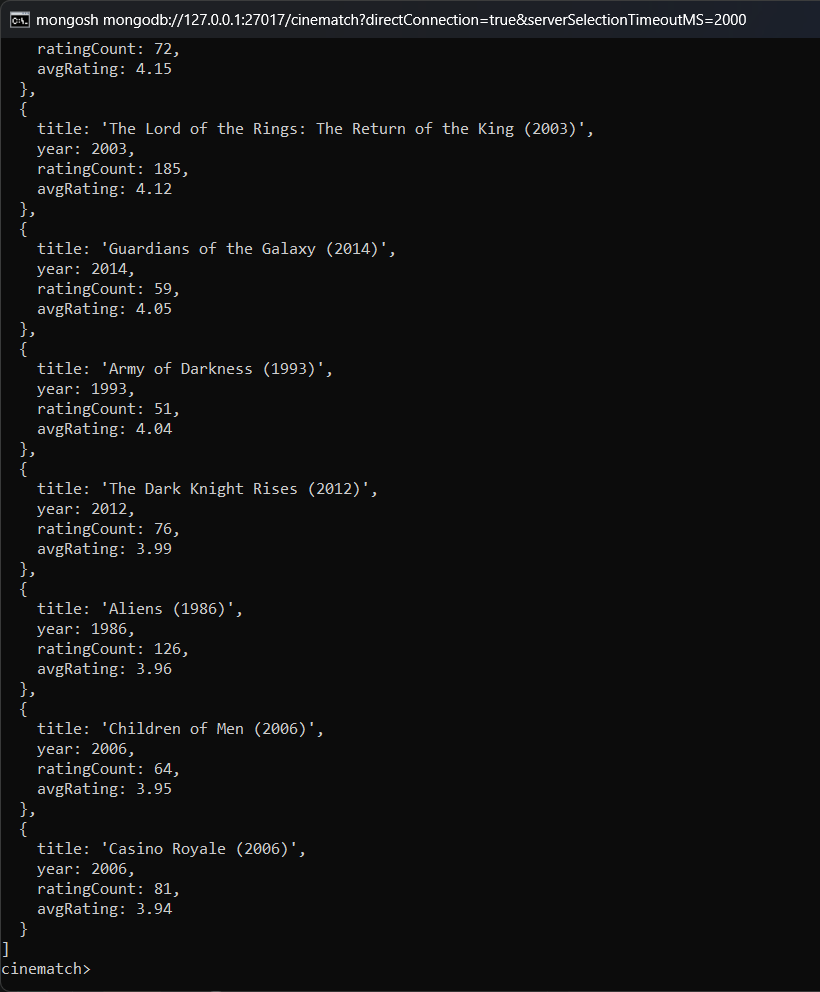 mongosh mongodb://127.0.0.1:27017/cinematch?directConnection=true&serverSelectionTimeoutMS=2000
    ratingCount: 72,
    avgRating: 4.15
  },
  {
    title: 'The Lord of the Rings: The Return of the King (2003)',
    year: 2003,
    ratingCount: 185,
    avgRating: 4.12
  },
  {
    title: 'Guardians of the Galaxy (2014)',
    year: 2014,
    ratingCount: 59,
    avgRating: 4.05
  },
  {
    title: 'Army of Darkness (1993)',
    year: 1993,
    ratingCount: 51,
    avgRating: 4.04
  },
  {
    title: 'The Dark Knight Rises (2012)',
    year: 2012,
    ratingCount: 76,
    avgRating: 3.99
  },
  {
    title: 'Aliens (1986)',
    year: 1986,
    ratingCount: 126,
    avgRating: 3.96
  },
  {
    title: 'Children of Men (2006)',
    year: 2006,
    ratingCount: 64,
    avgRating: 3.95
  },
  {
    title: 'Casino Royale (2006)',
    year: 2006,
    ratingCount: 81,
    avgRating: 3.94
  }
]
cinematch>